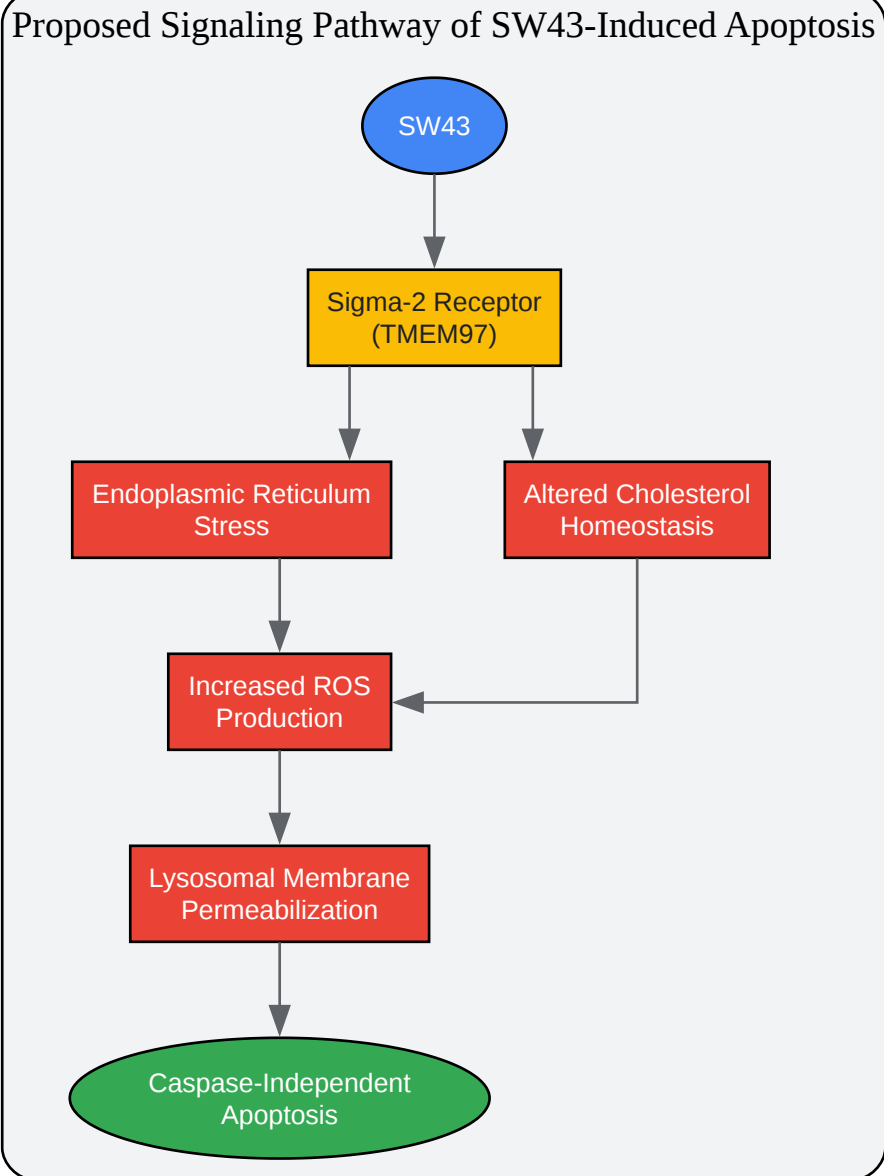 Proposed Signaling Pathway of SW43-Induced Apoptosis
SW43
Sigma-2 Receptor
(TMEM97)
Endoplasmic Reticulum
Stress
Altered Cholesterol
Homeostasis
Increased ROS
Production
Lysosomal Membrane
Permeabilization
Caspase-Independent
Apoptosis